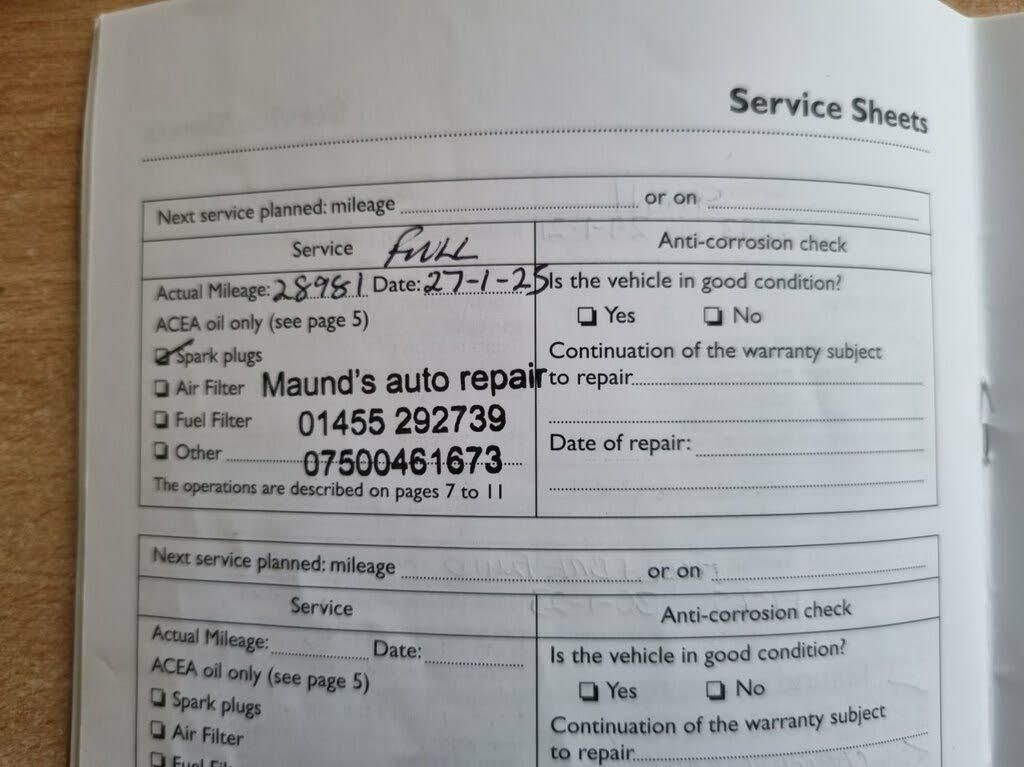 Service Sheets
Next service planned: mileage ........ or on ........
Service FULL
Anti-corrosion check
Actual Mileage: 28981 Date: 27-1-25
ACEA oil only (see page 5)
Spark plugs
Air Filter
Fuel Filter
Other ........
Maund's auto repair
01455 292739
07500461673
The operations are described on pages 7 to 11
Is the vehicle in good condition?
Yes No
Continuation of the warranty subject
to repair........
Date of repair: ........
Next service planned: mileage ........ or on ........
Service
Anti-corrosion check
Actual Mileage: ........ Date: ........
ACEA oil only (see page 5)
Spark plugs
Air Filter
Is the vehicle in good condition?
Yes No
Continuation of the warranty subject
to repair........